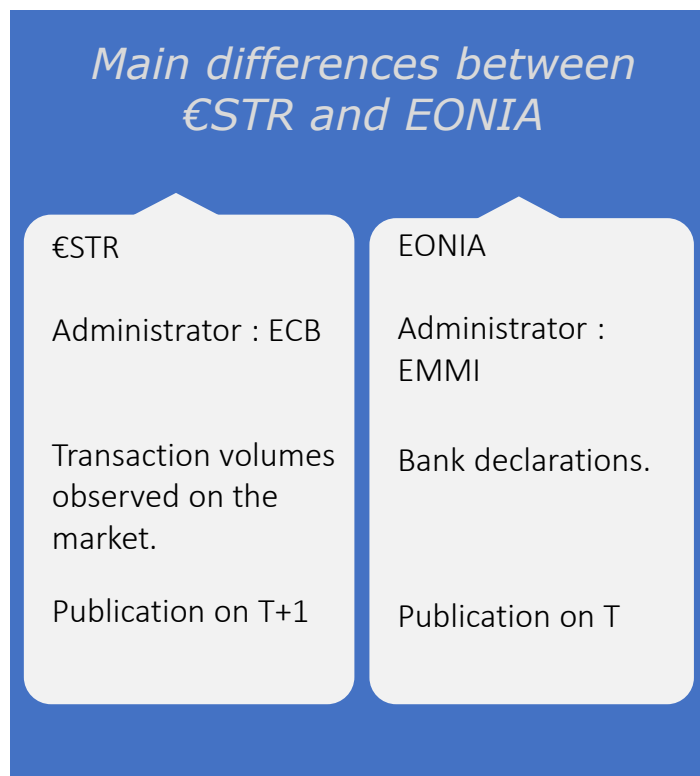 Main differences between
€STR and EONIA
€STR
Administrator : ECB
Transaction volumes
observed on the
market.
Publication on T+1
EONIA
Administrator :
EMMI
Bank declarations.
Publication on T